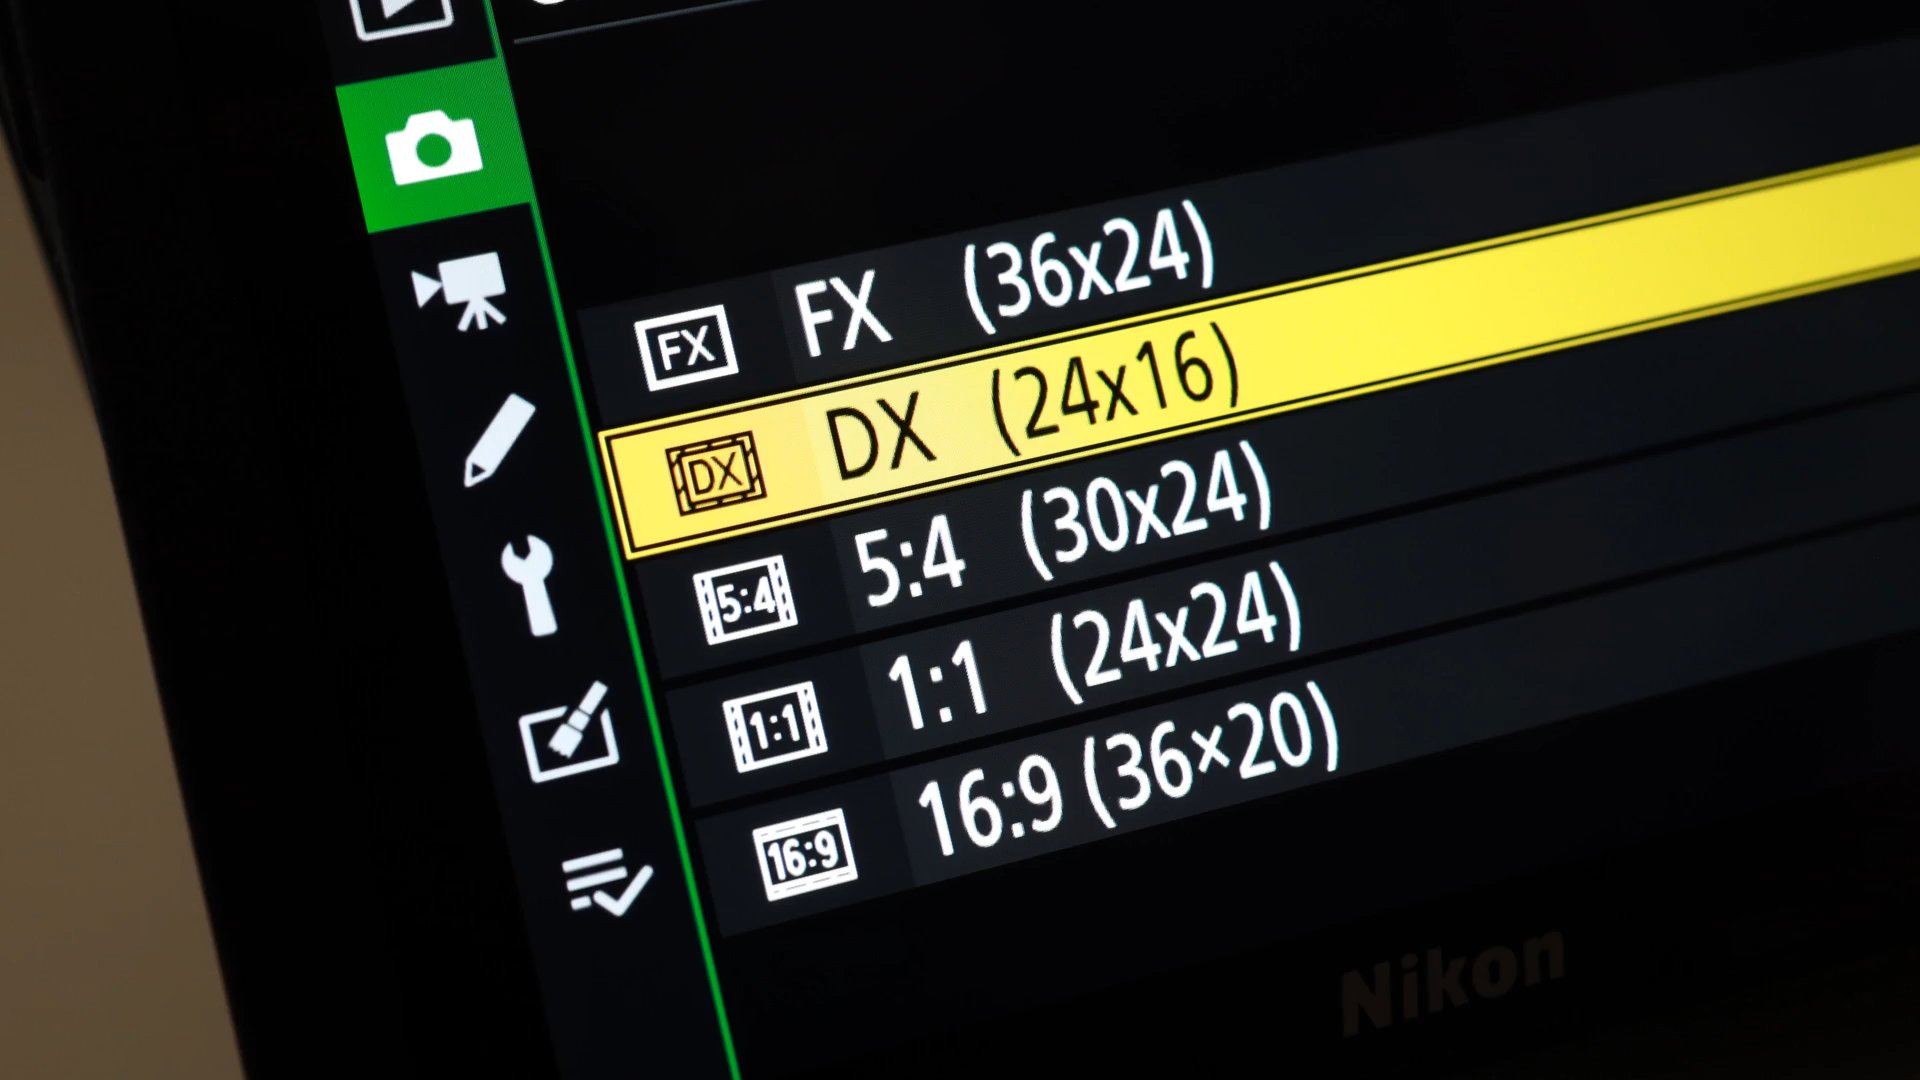 FX FX (36x24)
DX DX (24x16)
5:4 5:4 (30x24)
1:1 1:1 (24x24)
16:9 16:9 (36×20)
Nikon